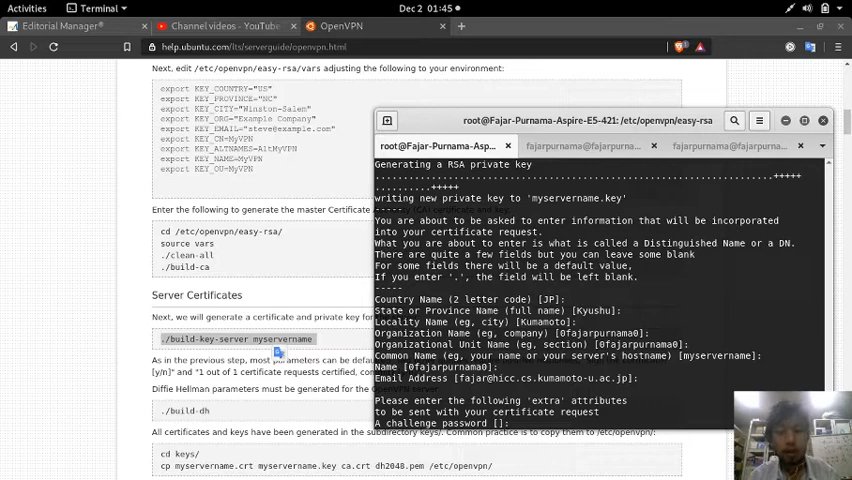 Activities
Terminal
Dec 2 01:45
Editorial Manager®
Channel videos - YouTube
OpenVPN
help.ubuntu.com/lts/serverguide/openvpn.html
Next, edit /etc/openvpn/easy-rsa/vars adjusting the following to your environment:
export KEY_COUNTRY="US"
export KEY_PROVINCE="NC"
export KEY_CITY="Winston-Salem"
export KEY_ORG="Example Company"
export KEY_EMAIL="steve@example.com"
export KEY_CN=MyVPN
export KEY_ALTNAMES=AltMyVPN
export KEY_NAME=MyVPN
export KEY_OU=MyVPN
Enter the following to generate the master Certificate Authority (CA) certificate and key:
cd /etc/openvpn/easy-rsa/
source vars
./clean-all
./build-ca
Server Certificates
Next, we will generate a certificate and private key for
./build-key-server myservername
As in the previous step, most parameters can be default
[y/n]" and "1 out of 1 certificate requests certified, co
Diffie Hellman parameters must be generated for the OpenVPN server
./build-dh
All certificates and keys have been generated in the subdirectory keys/. Common practice is to copy them to /etc/openvpn/:
cd keys/
cp myservername.crt myservername.key ca.crt dh2048.pem /etc/openvpn/
root@Fajar-Purnama-Aspire-E5-421: /etc/openvpn/easy-rsa
root@Fajar-Purnama-Asp...
fajarpurnama@fajarpurna...
fajarpurnama@fajarpurna...
Generating a RSA private key
.......................................................................+++++
..........+++++
writing new private key to 'myservername.key'
-----
You are about to be asked to enter information that will be incorporated
into your certificate request.
What you are about to enter is what is called a Distinguished Name or a DN.
There are quite a few fields but you can leave some blank
For some fields there will be a default value,
If you enter '.', the field will be left blank.
-----
Country Name (2 letter code) [JP]:
State or Province Name (full name) [Kyushu]:
Locality Name (eg, city) [Kumamoto]:
Organization Name (eg, company) [0fajarpurnama0]:
Organizational Unit Name (eg, section) [0fajarpurnama0]:
Common Name (eg, your name or your server's hostname) [myservername]:
Name [0fajarpurnama0]:
Email Address [fajar@hicc.cs.kumamoto-u.ac.jp]:
Please enter the following 'extra' attributes
to be sent with your certificate request
A challenge password []: